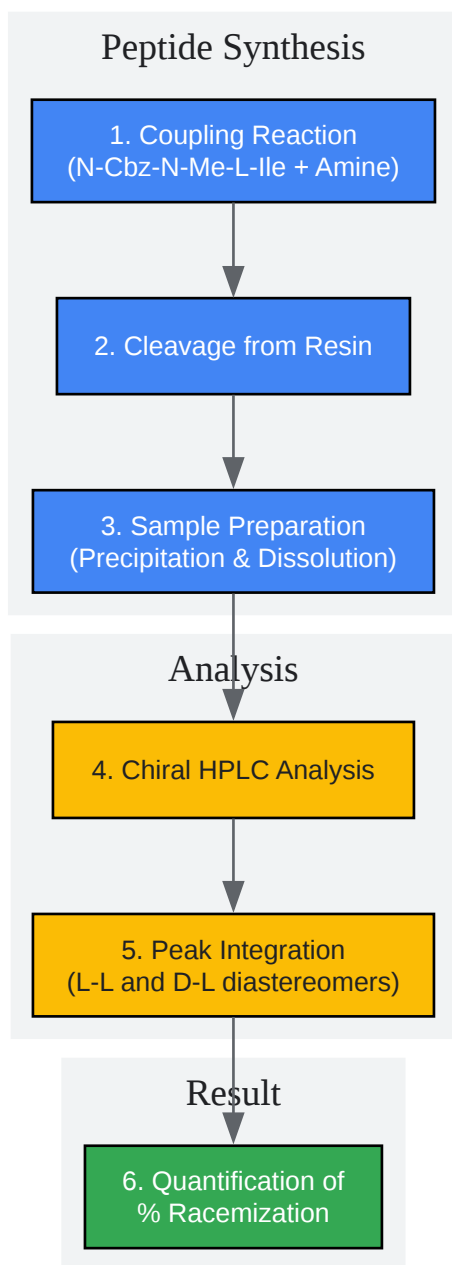 Peptide Synthesis
1. Coupling Reaction
(N-Cbz-N-Me-L-Ile + Amine)
2. Cleavage from Resin
3. Sample Preparation
(Precipitation & Dissolution)
Analysis
4. Chiral HPLC Analysis
5. Peak Integration
(L-L and D-L diastereomers)
Result
6. Quantification of
% Racemization